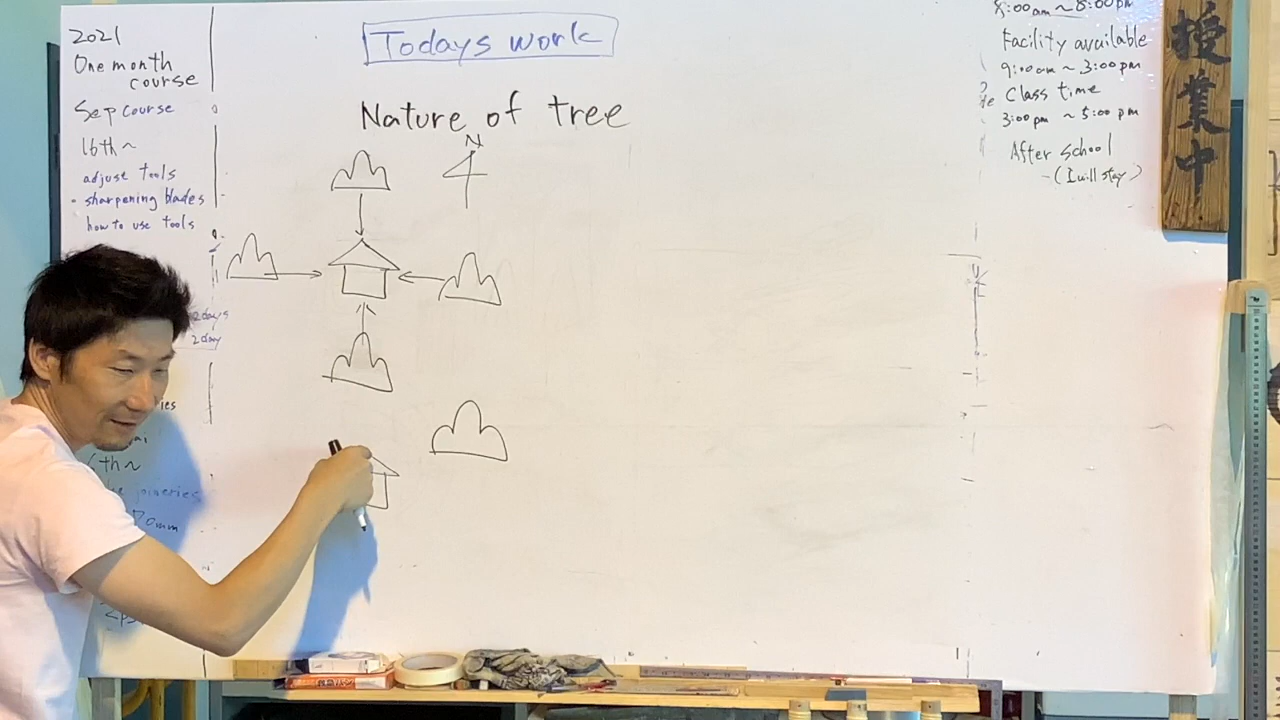 2021
One month
course
Sep course
16th~
adjust tools
• sharpening blades
how to use tools
2days
2day
Todays work
Nature of tree
N
8:00am ~ 8:00pm
Facility available
9:00am ~ 3:00pm
Class time
3:00pm ~ 5:00pm
After school
(I will stay)
授業中
joineries